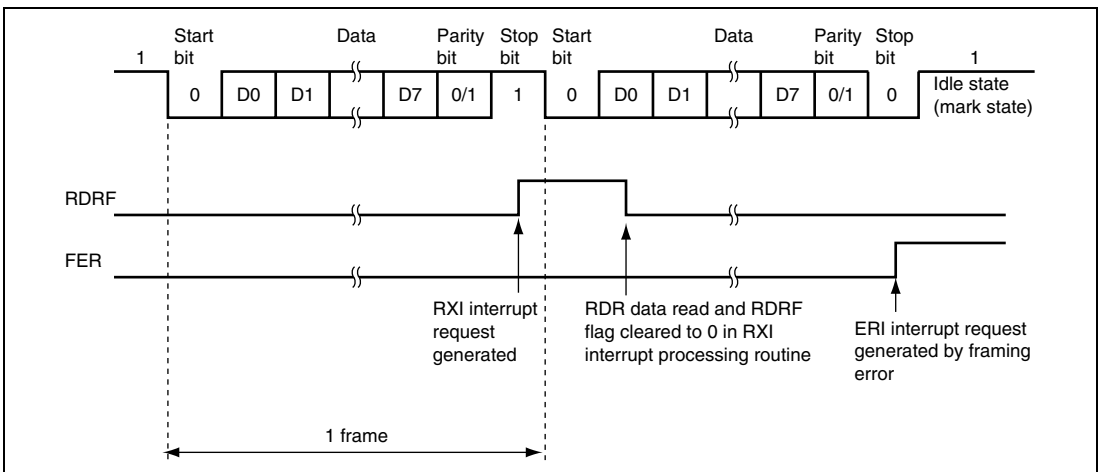 Start
bit
Data
Parity
bit
Stop
bit
Start
bit
Data
Parity
bit
Stop
bit
1
1
0
D0
D1
D7
0/1
1
0
D0
D1
D7
0/1
0
Idle state
(mark state)
RDRF
FER
RXI interrupt
request
generated
RDR data read and RDRF
flag cleared to 0 in RXI
interrupt processing routine
ERI interrupt request
generated by framing
error
1 frame